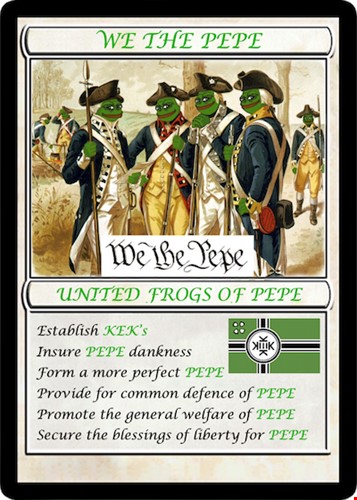 WE THE PEPE
We the Pepe
UNITED FROGS OF PEPE
Establish KEK's
Insure PEPE dankness
Form a more perfect PEPE
Provide for common defence of PEPE
Promote the general welfare of PEPE
Secure the blessings of liberty for PEPE